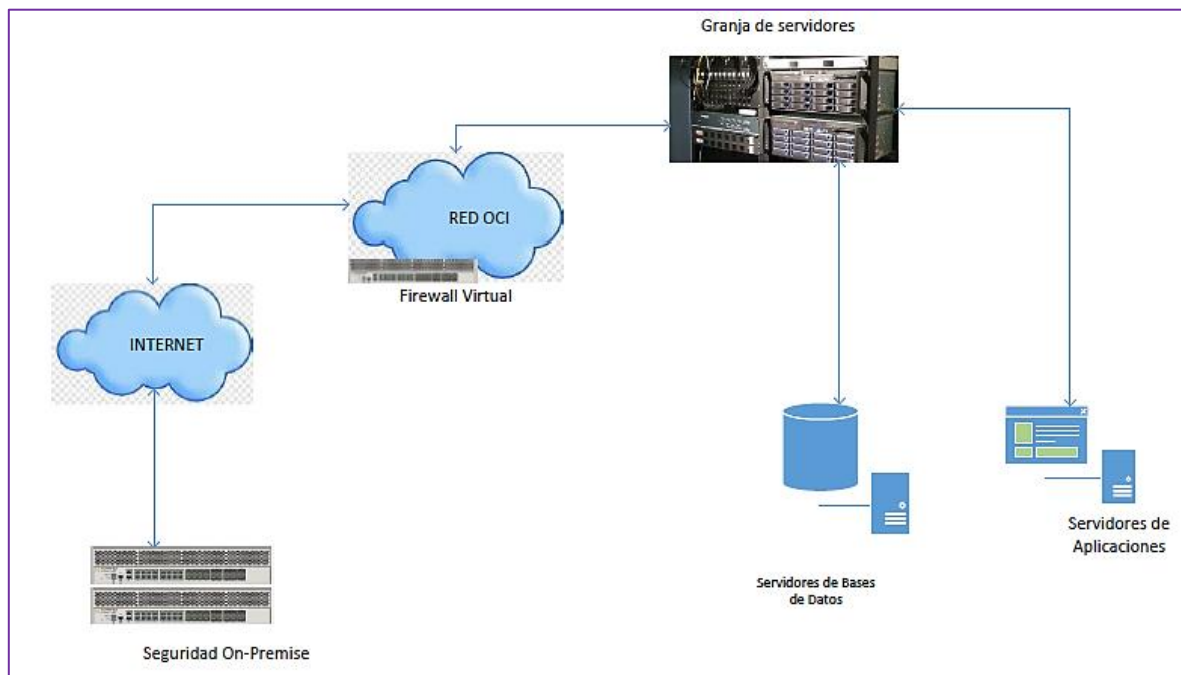 Granja de servidores
RED OCI
Firewall Virtual
INTERNET
Servidores de
Aplicaciones
Servidores de Bases
de Datos
Seguridad On-Premise